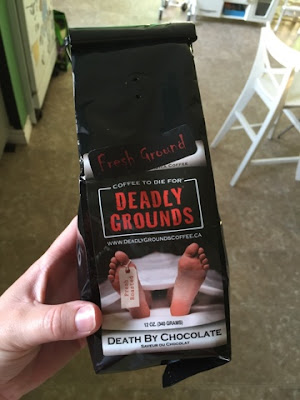 Fresh Ground
COFFEE
"COFFEE TO DIE FOR"
DEADLY
GROUNDS
WWW.DEADLYGROUNDSCOFFEE.CA
12 OZ. (340 GRAMS)
DEATH BY CHOCOLATE
SAVEUR DU CHOCOLAT